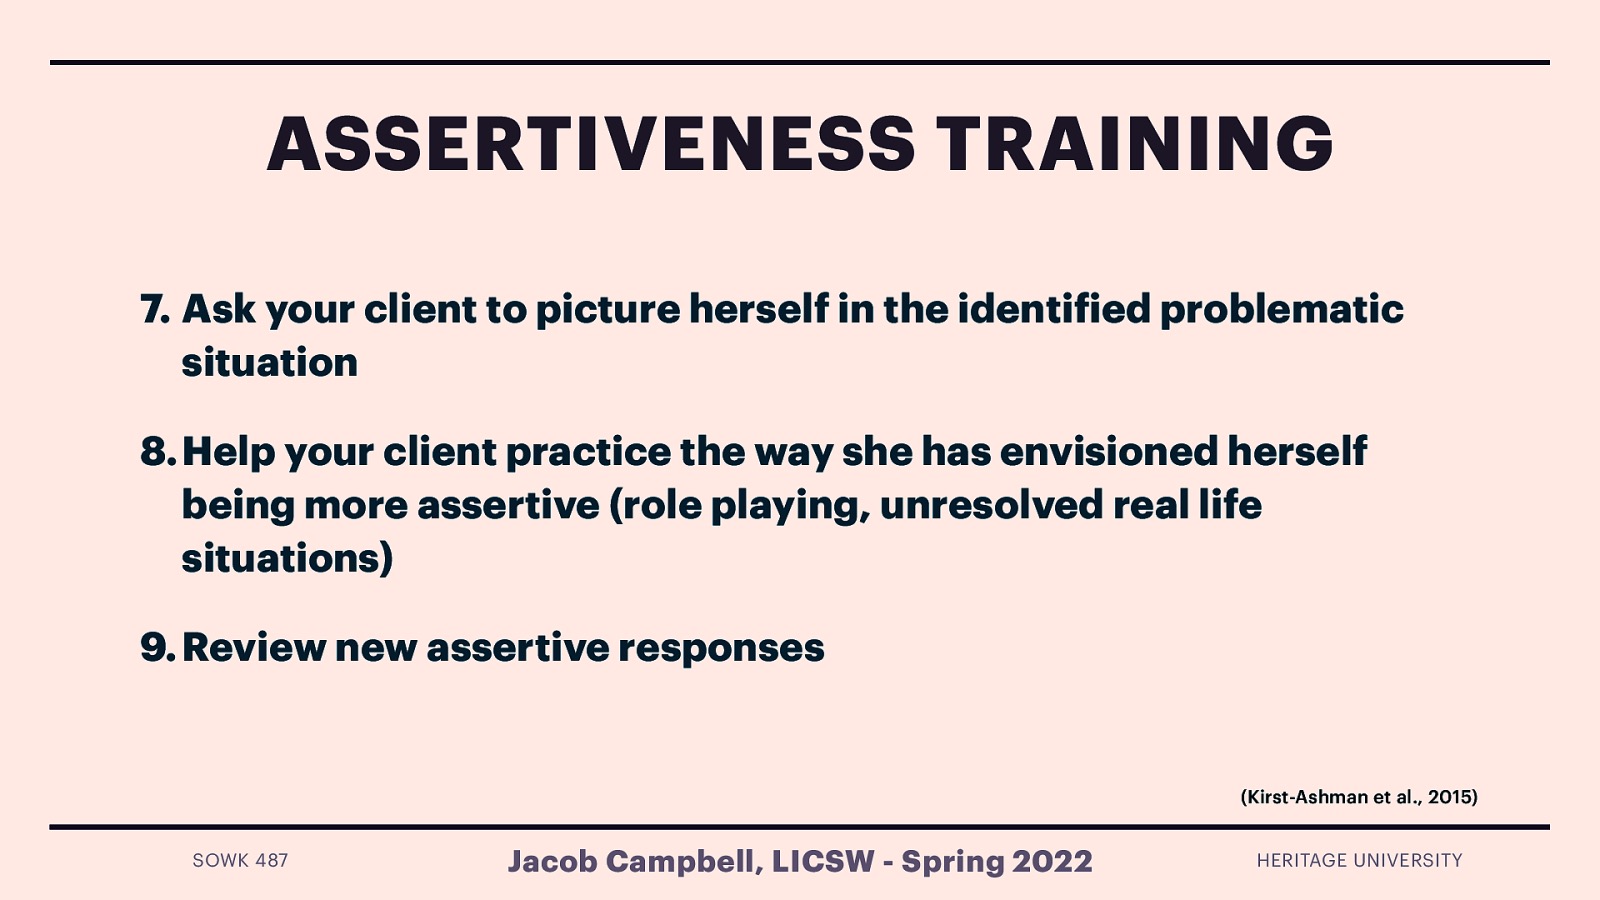 ASSERTIVENESS TRAINING
7. Ask your client to picture herself in the identified problematic
situation
8. Help your client practice the way she has envisioned herself
being more assertive (role playing, unresolved real life
situations)
9. Review new assertive responses
(Kirst-Ashman et al., 2015)
SOWK 487
Jacob Campbell, LICSW - Spring 2022
HERITAGE UNIVERSITY